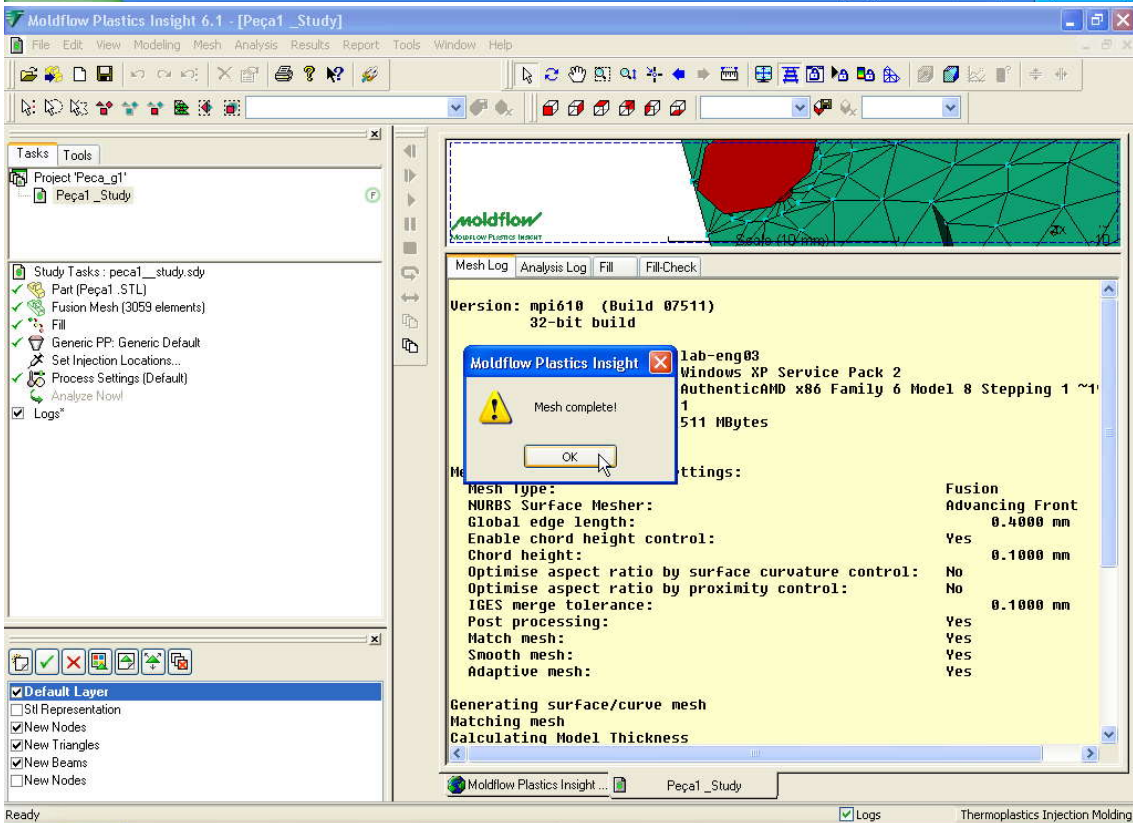 Moldflow Plastics Insight 6.1 - [Peça1 _Study]
File Edit View Modeling Mesh Analysis Results Report Tools Window Help
Tasks Tools
Project 'Peca_g1'
Peça1 _Study
F
Study Tasks : peca1__study.sdy
Part (Peça1 .STL)
Fusion Mesh (3059 elements)
Fill
Generic PP: Generic Default
Set Injection Locations...
Process Settings (Default)
Analyze Now!
Logs*
Default Layer
Stl Representation
New Nodes
New Triangles
New Beams
New Nodes
moldflow
MOLDFLOW PLASTICS INSIGHT
Scale (10 mm)
10
Mesh Log Analysis Log Fill Fill-Check
Version: mpi610 (Build 07511)
32-bit build
lab-eng03
Windows XP Service Pack 2
AuthenticAMD x86 Family 6 Model 8 Stepping 1 ~1
1
511 MBytes
Moldflow Plastics Insight
Mesh complete!
OK
ttings:
Mesh Type: Fusion
NURBS Surface Mesher: Advancing Front
Global edge length: 0.4000 mm
Enable chord height control: Yes
Chord height: 0.1000 mm
Optimise aspect ratio by surface curvature control: No
Optimise aspect ratio by proximity control: No
IGES merge tolerance: 0.1000 mm
Post processing: Yes
Match mesh: Yes
Smooth mesh: Yes
Adaptive mesh: Yes
Generating surface/curve mesh
Matching mesh
Calculating Model Thickness
Moldflow Plastics Insight ... Peça1 _Study
Ready Logs Thermoplastics Injection Molding